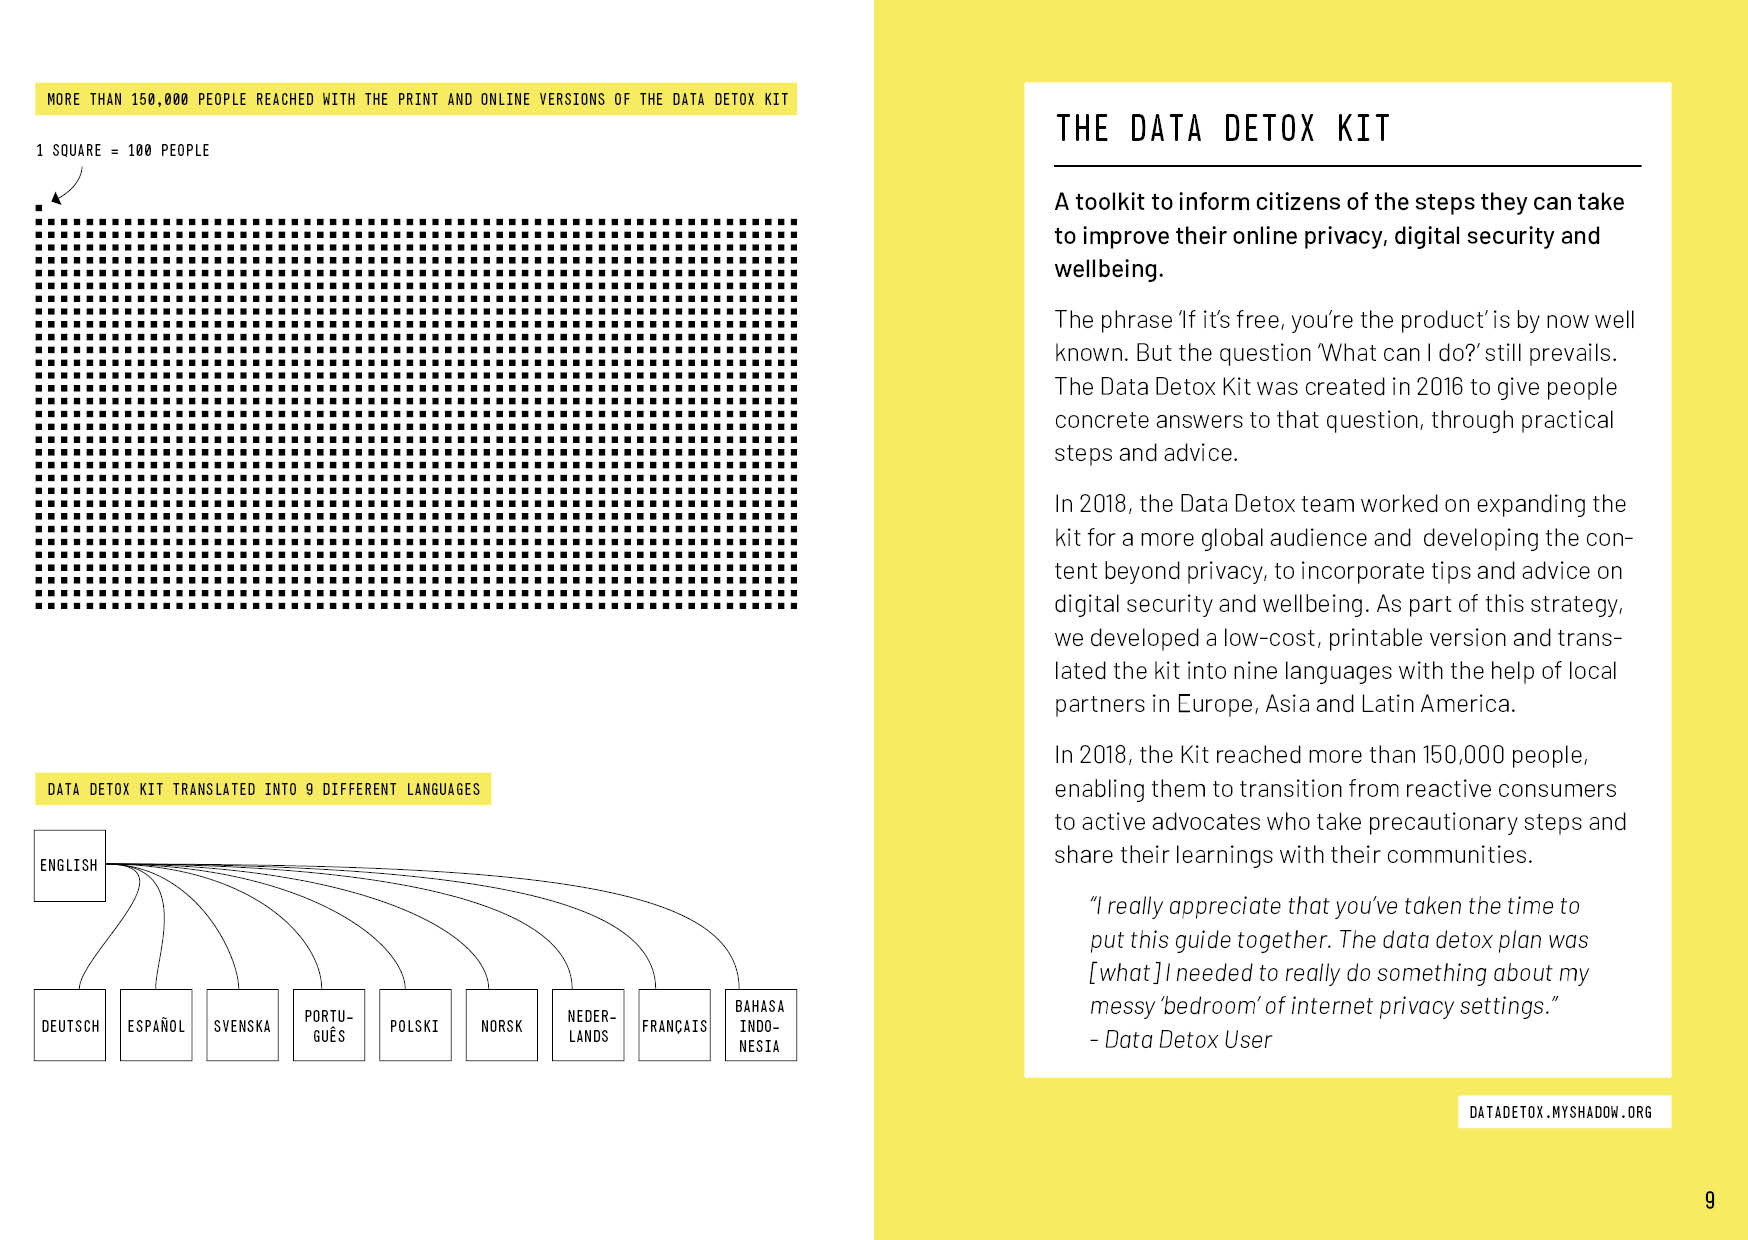 MORE THAN 150,000 PEOPLE REACHED WITH THE PRINT AND ONLINE VERSIONS OF THE DATA DETOX KIT
1 SQUARE = 100 PEOPLE
DATA DETOX KIT TRANSLATED INTO 9 DIFFERENT LANGUAGES
ENGLISH
DEUTSCH
ESPAÑOL
SVENSKA
PORTU-
GUÊS
POLSKI
NORSK
NEDER-
LANDS
FRANÇAIS
BAHASA
INDO-
NESIA
THE DATA DETOX KIT
A toolkit to inform citizens of the steps they can take
to improve their online privacy, digital security and
wellbeing.
The phrase ‘If it’s free, you’re the product’ is by now well
known. But the question ‘What can I do?’ still prevails.
The Data Detox Kit was created in 2016 to give people
concrete answers to that question, through practical
steps and advice.
In 2018, the Data Detox team worked on expanding the
kit for a more global audience and  developing the con-
tent beyond privacy, to incorporate tips and advice on
digital security and wellbeing. As part of this strategy,
we developed a low-cost, printable version and trans-
lated the kit into nine languages with the help of local
partners in Europe, Asia and Latin America.
In 2018, the Kit reached more than 150,000 people,
enabling them to transition from reactive consumers
to active advocates who take precautionary steps and
share their learnings with their communities.
“I really appreciate that you’ve taken the time to
put this guide together. The data detox plan was
[what] I needed to really do something about my
messy ‘bedroom’ of internet privacy settings.”
- Data Detox User
DATADETOX.MYSHADOW.ORG
9